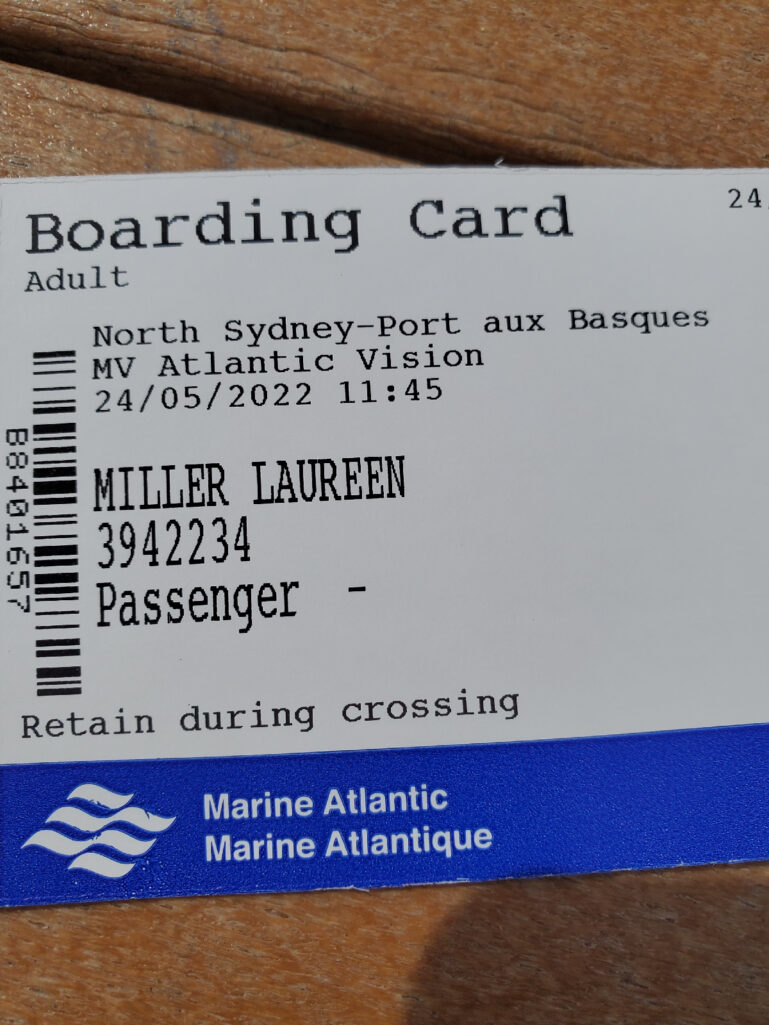 Boarding Card
24
Adult
North Sydney-Port aux Basques
MV Atlantic Vision
24/05/2022 11:45
B8401657
MILLER LAUREEN
3942234
Passenger -
Retain during crossing
Marine Atlantic
Marine Atlantique